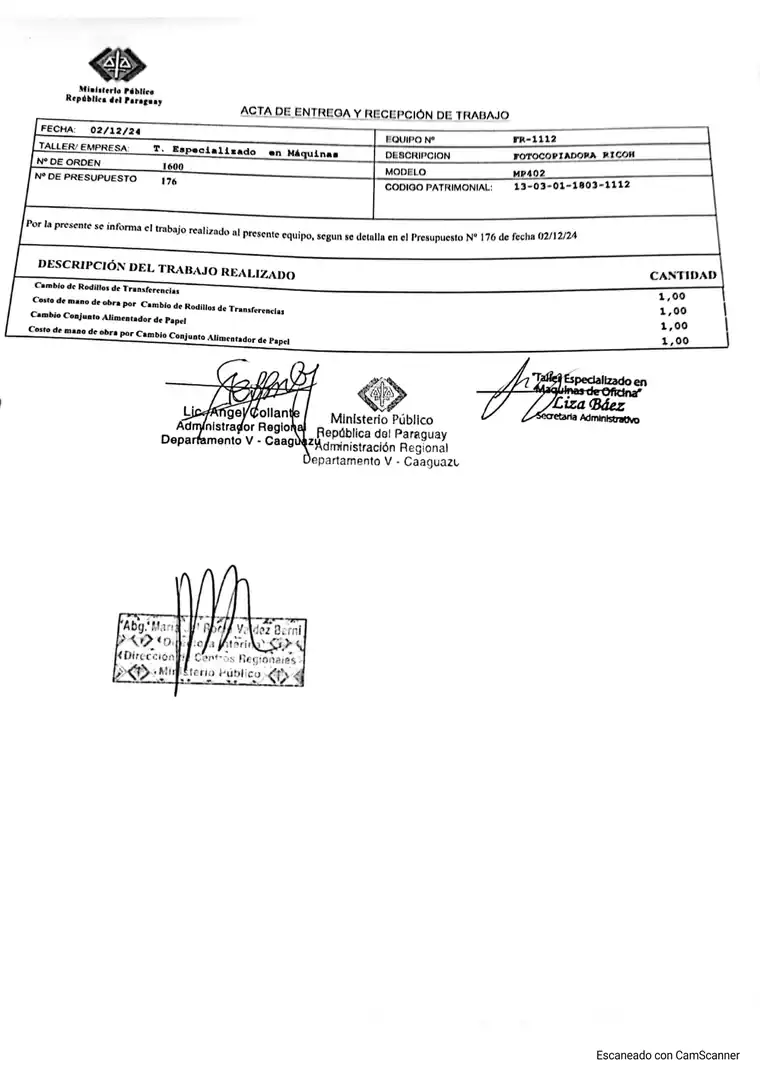 Ministerio Público
República del Paraguay
ACTA DE ENTREGA Y RECEPCIÓN DE TRABAJO
FECHA: 02/12/24
TALLER/ EMPRESA: T. Especializado en Máquinas
Nº DE ORDEN 1600
Nº DE PRESUPUESTO 176
EQUIPO Nº FR-1112
DESCRIPCION FOTOCOPIADORA RICOH
MODELO MP402
CODIGO PATRIMONIAL: 13-03-01-1803-1112
Por la presente se informa el trabajo realizado al presente equipo, segun se detalla en el Presupuesto Nº 176 de fecha 02/12/24
DESCRIPCIÓN DEL TRABAJO REALIZADO CANTIDAD
Cambio de Rodillos de Transferencias 1,00
Costo de mano de obra por Cambio de Rodillos de Transferencias 1,00
Cambio Conjunto Alimentador de Papel 1,00
Costo de mano de obra por Cambio Conjunto Alimentador de Papel 1,00
Lic. Angel Collante
Administrador Regional
Departamento V - Caaguazú
Ministerio Público
República del Paraguay
Administración Regional
Departamento V - Caaguazú
"Taller Especializado en
Maquinas de Oficina"
Liza Báez
Secretaria Administrativo
Abg. María Valdez Berni
Interina
Dirección Centros Regionales
Ministerio Público
Escaneado con CamScanner